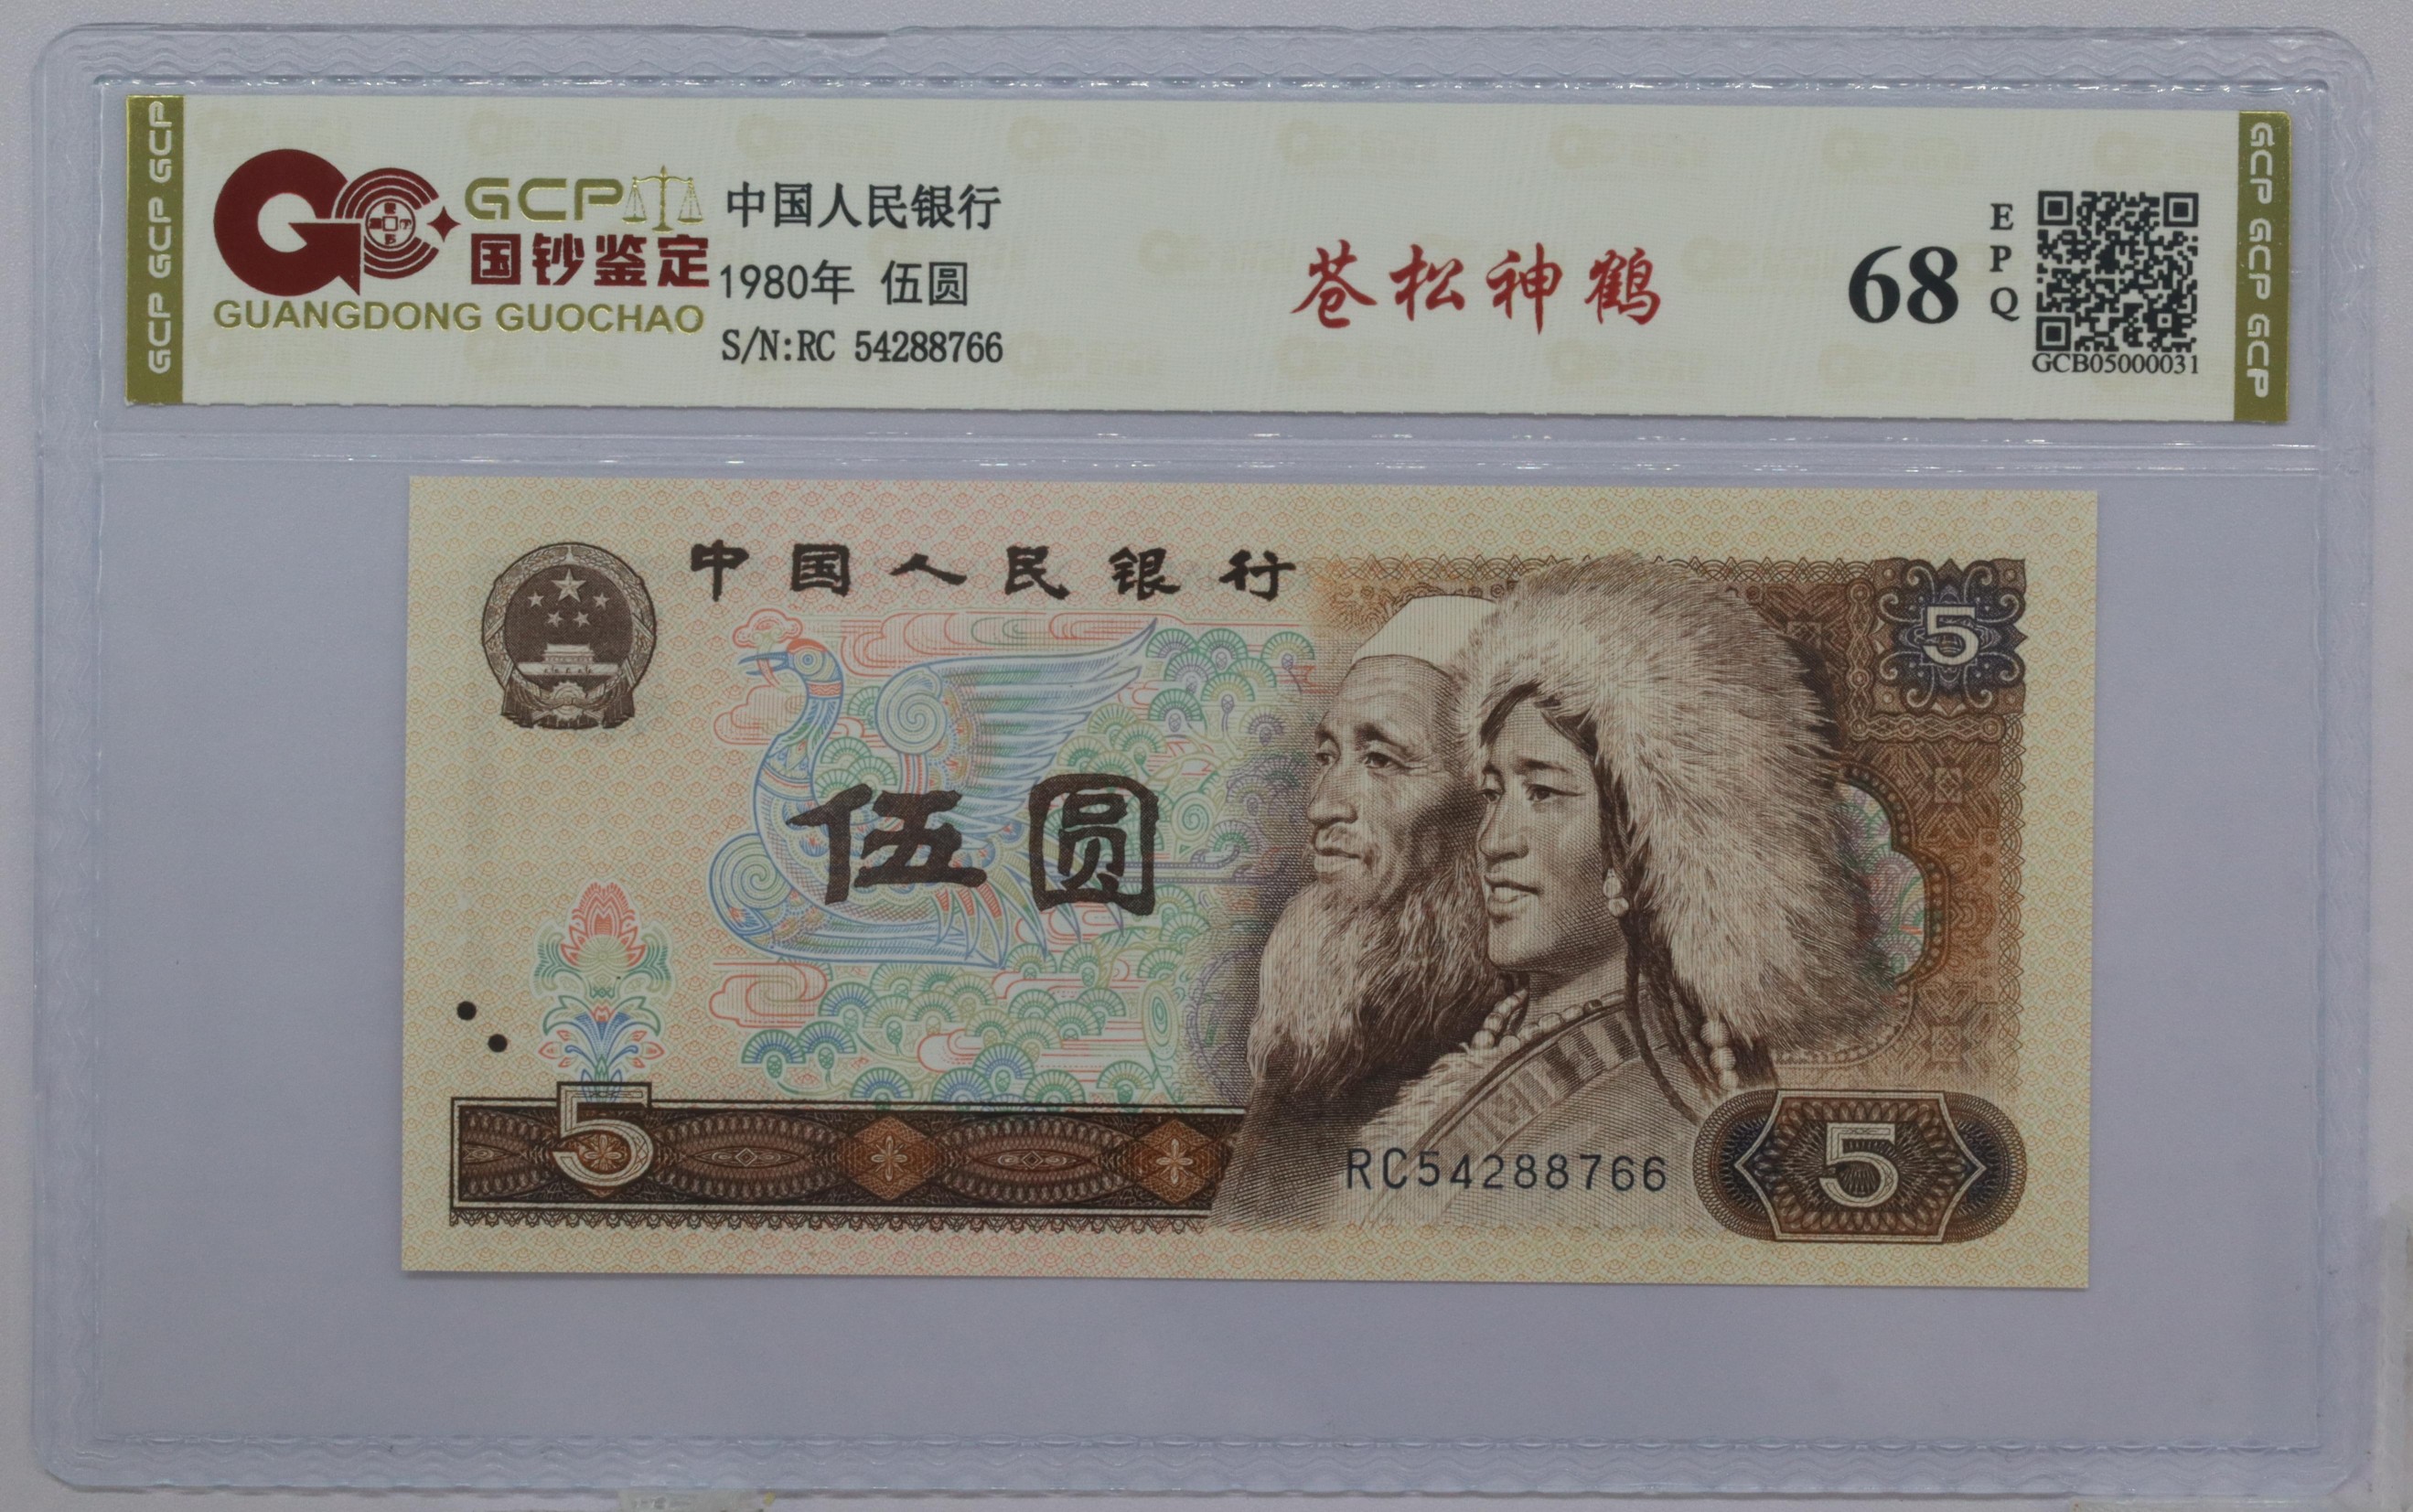 GCP GCP GCP
GCP
国钞鉴定
GUANGDONG GUOCHAO
中国人民银行
1980年 伍圆
S/N:RC 54288766
苍松神鹤
68
EPQ
GCB05000031
GCP GCP GCP
中国人民银行
5
伍圆
5
RC54288766
5